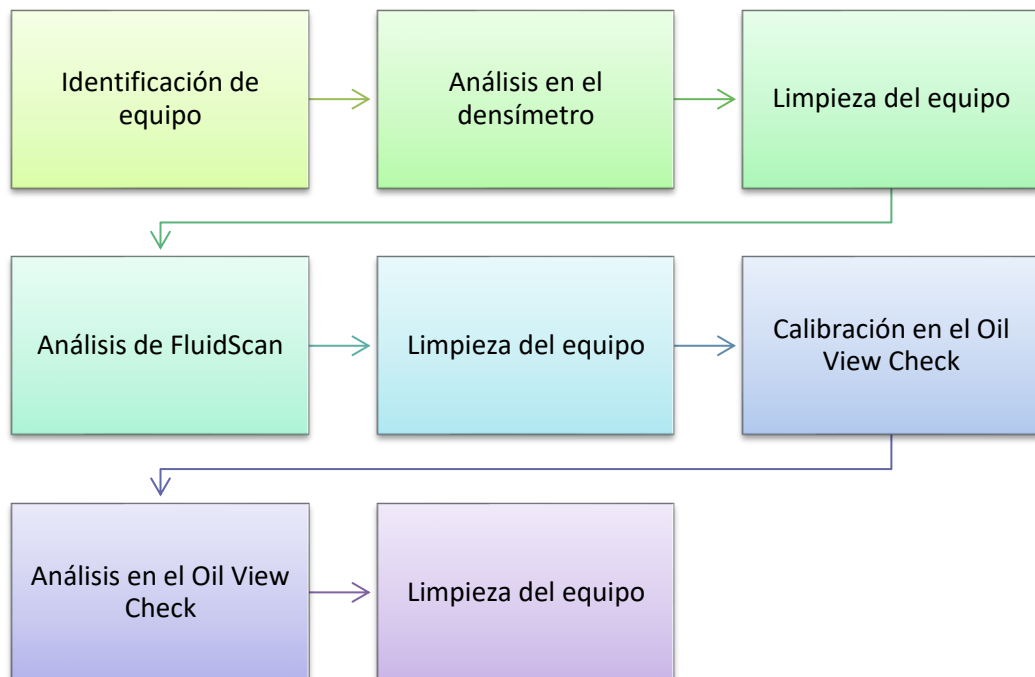 Identificación de
equipo
Análisis en el
densímetro
Limpieza del equipo
Análisis de FluidScan
Limpieza del equipo
Calibración en el Oil
View Check
Análisis en el Oil View
Check
Limpieza del equipo